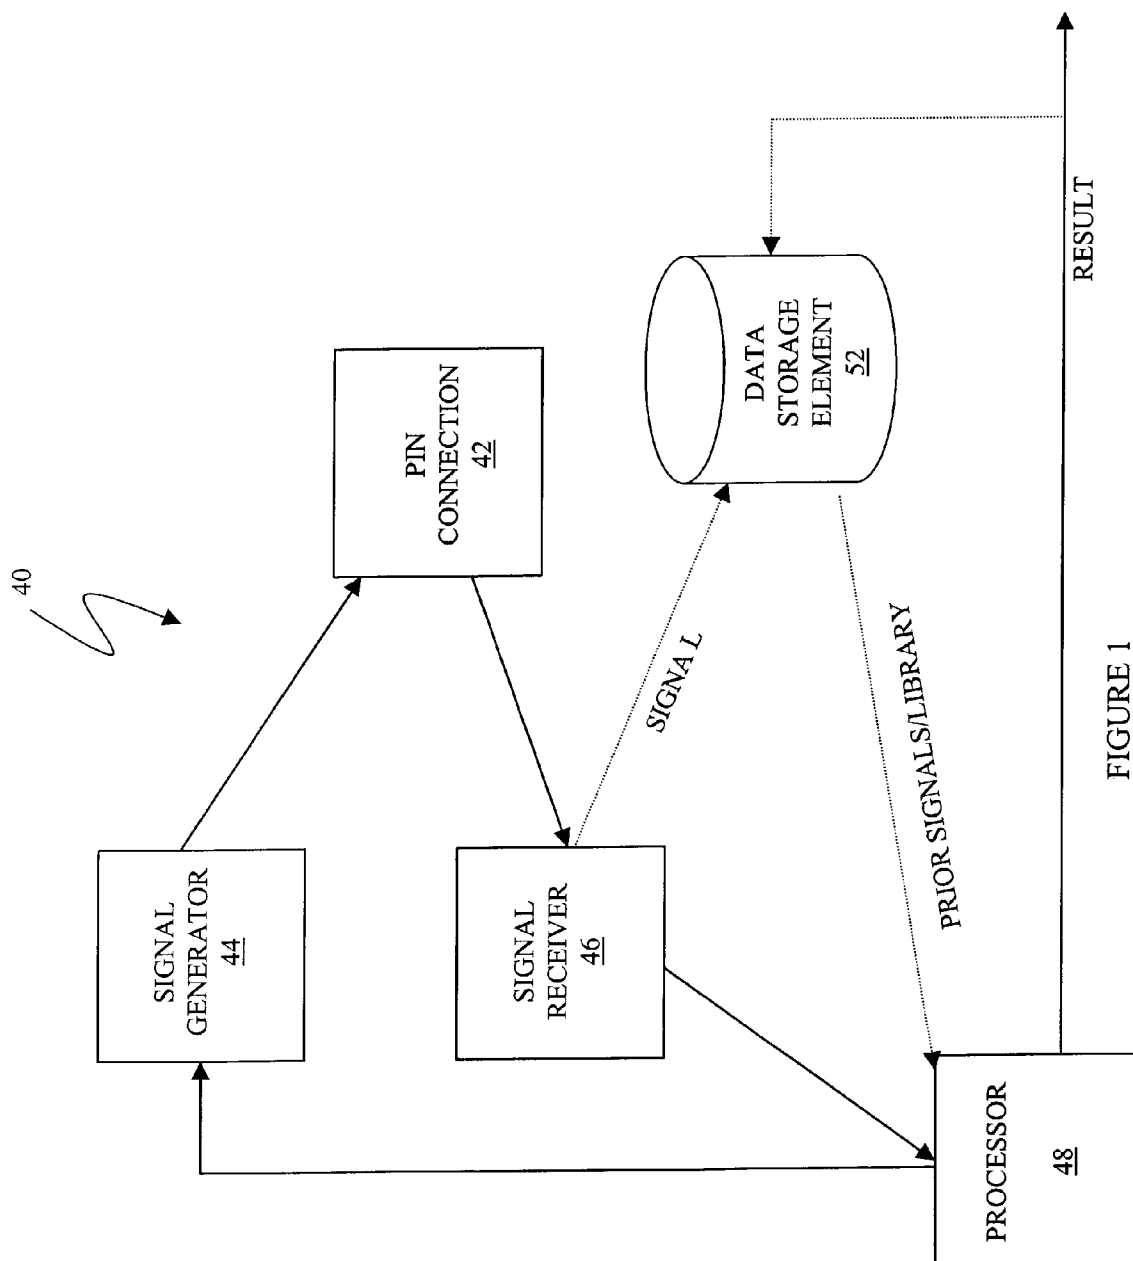 40
SIGNAL
GENERATOR
44
PIN
CONNECTION
42
SIGNAL
RECEIVER
46
SIGNA L
DATA
STORAGE
ELEMENT
52
PRIOR SIGNALS/LIBRARY
PROCESSOR
48
RESULT
FIGURE 1